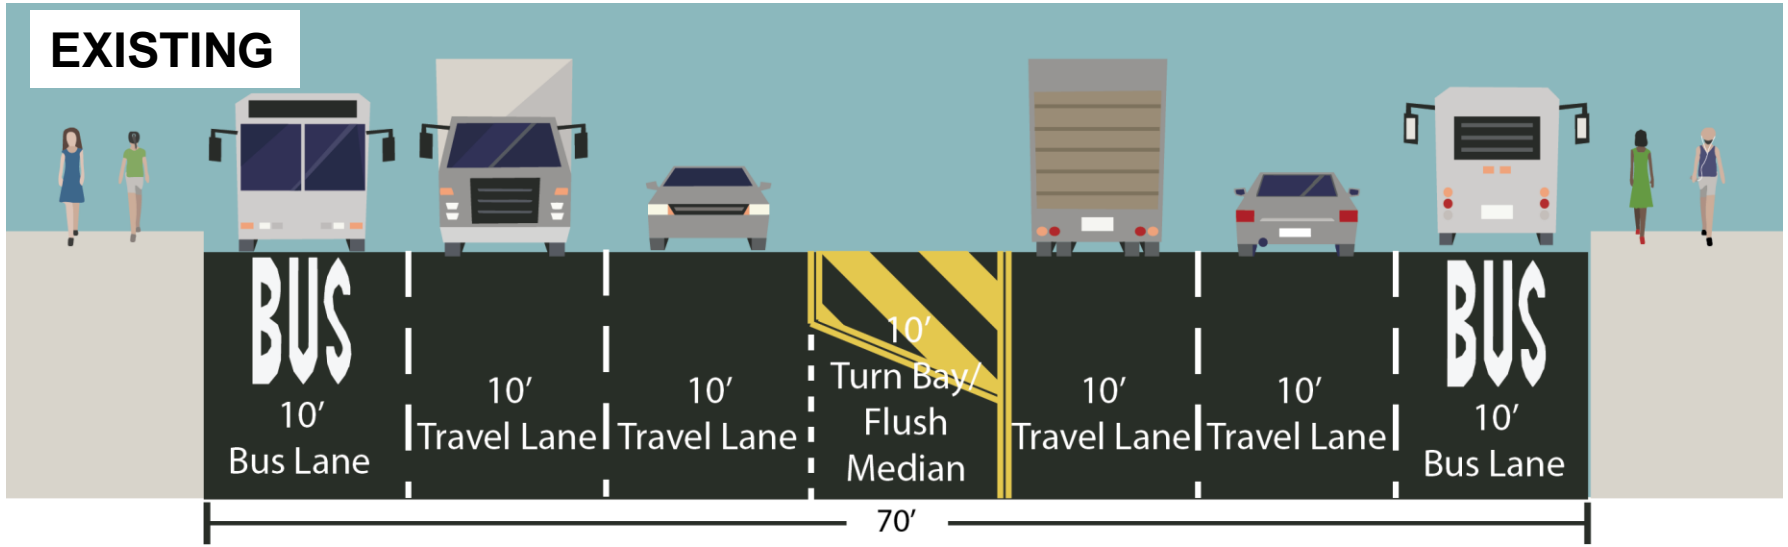 EXISTING
BUS
10’
Bus Lane
10’
Travel Lane
10’
Travel Lane
10’
Turn Bay/
Flush
Median
10’
Travel Lane
10’
Travel Lane
BUS
10’
Bus Lane
70’